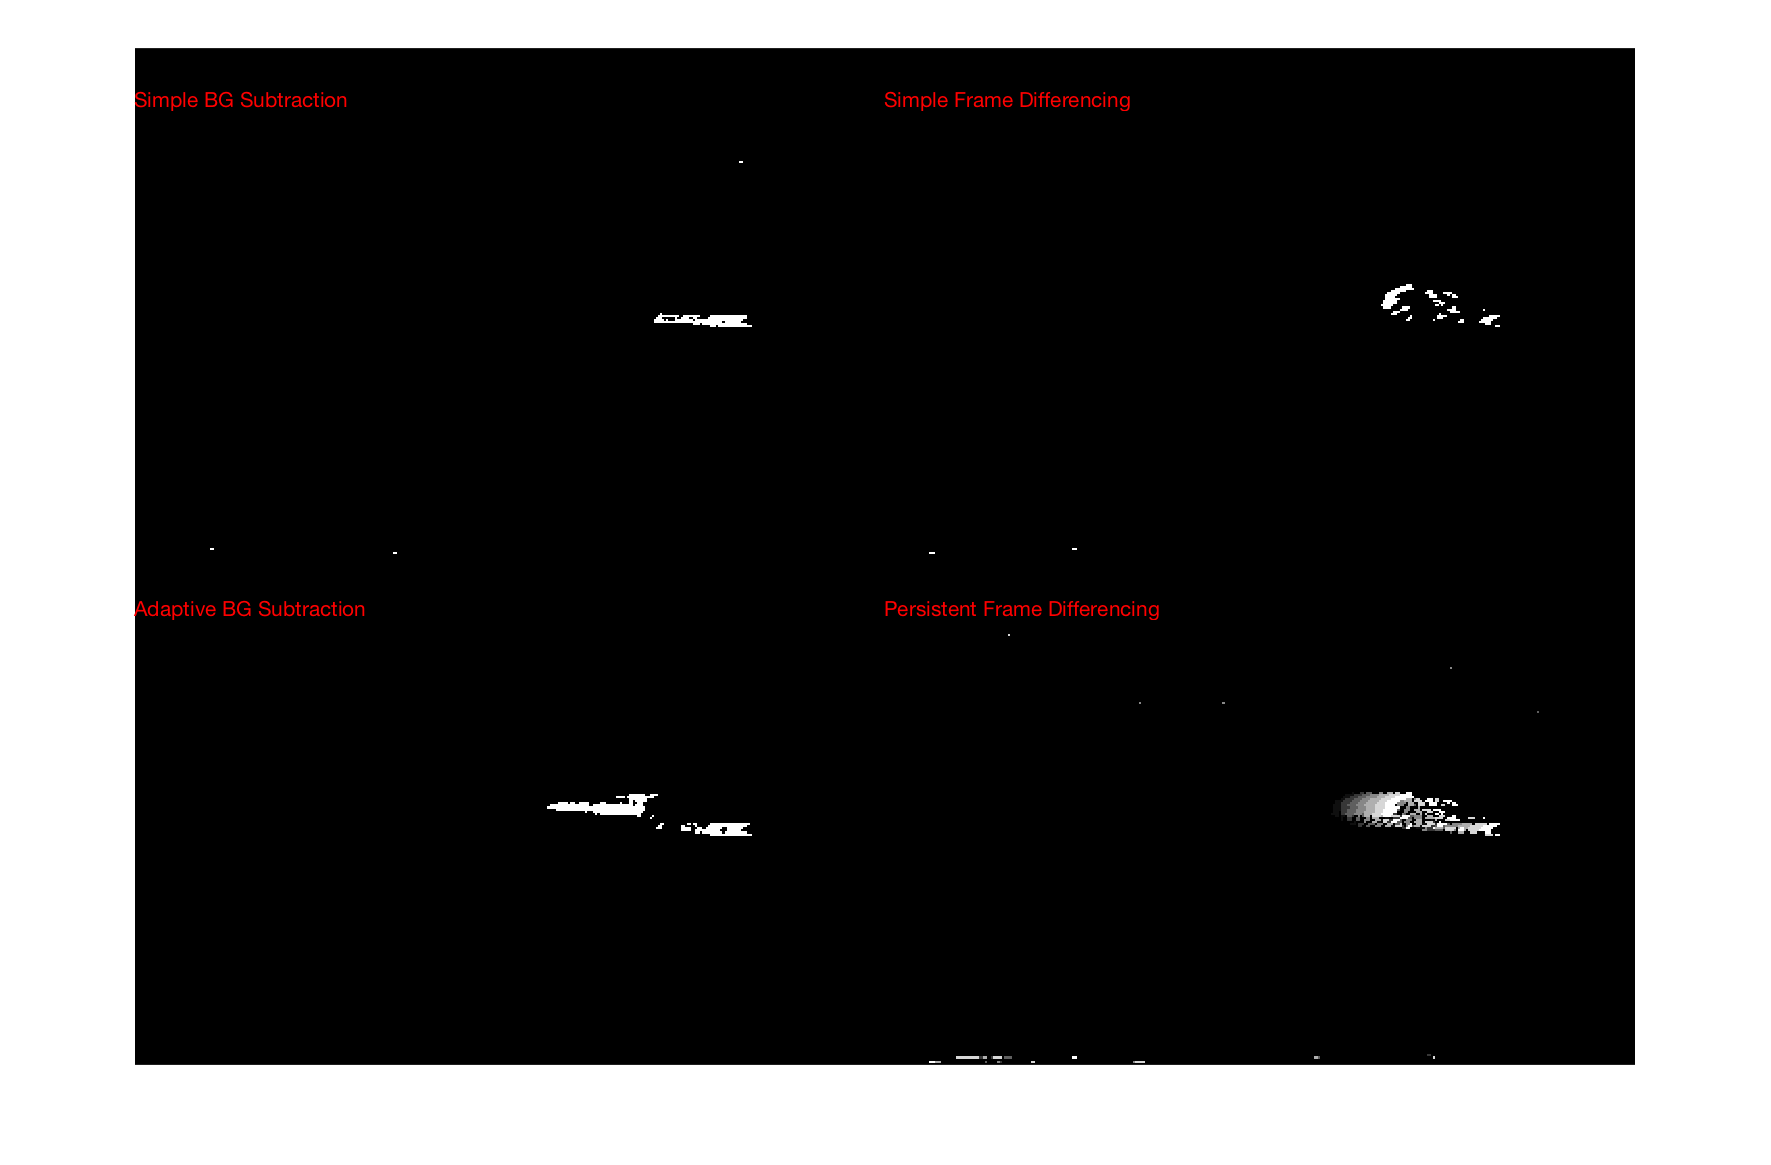 Simple BG Subtraction
Simple Frame Differencing
Adaptive BG Subtraction
Persistent Frame Differencing